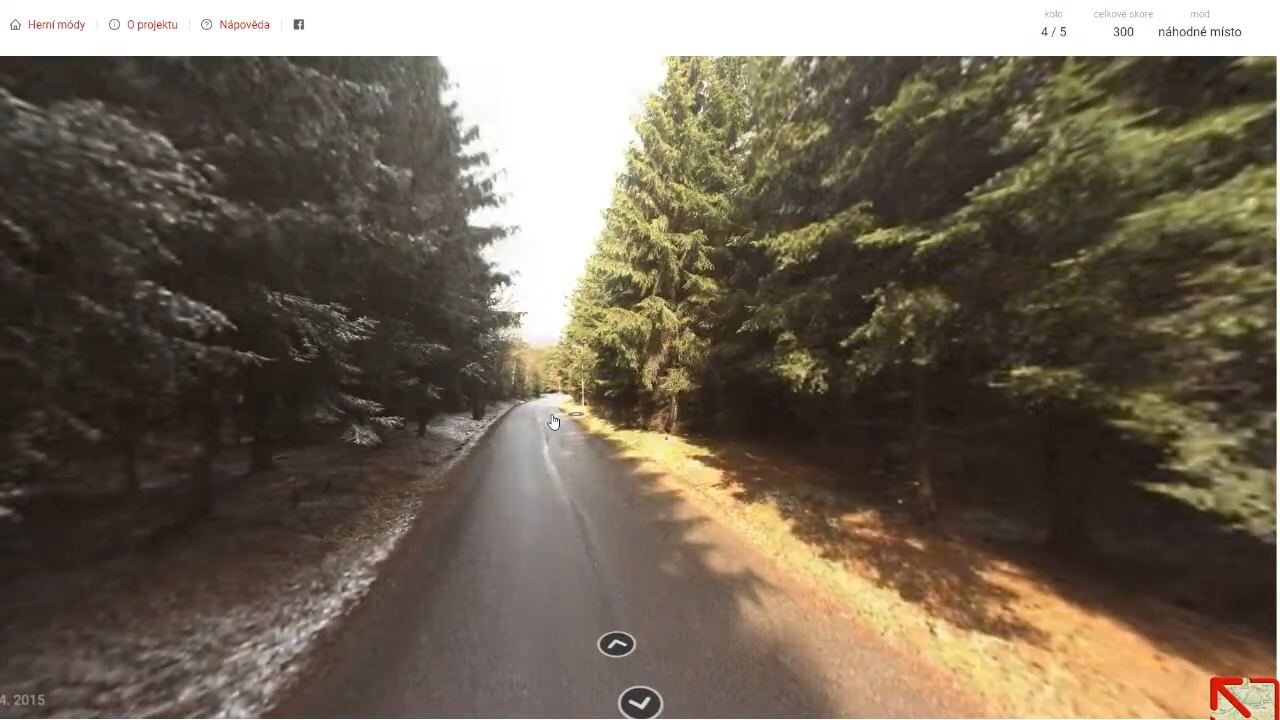 Herní módy O projektu Nápověda
kolo celkové skóre mód
4 / 5 300 náhodné místo
4. 2015